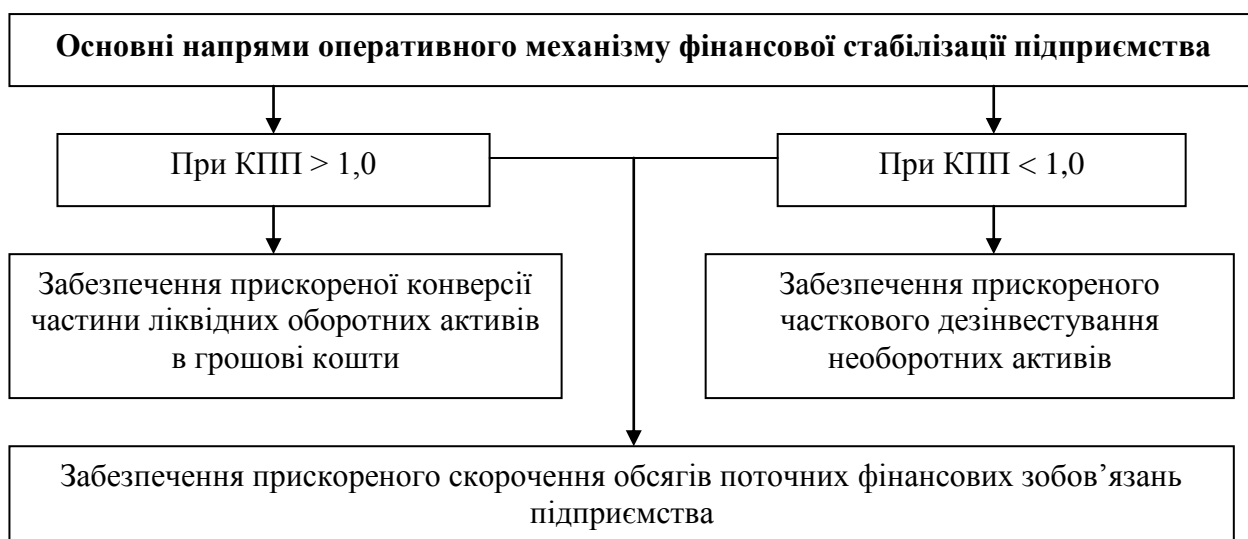 Основні напрями оперативного механізму фінансової стабілізації підприємства
При КПП > 1,0
При КПП < 1,0
Забезпечення прискореної конверсії
частини ліквідних оборотних активів
в грошові кошти
Забезпечення прискореного
часткового дезінвестування
необоротних активів
Забезпечення прискореного скорочення обсягів поточних фінансових зобов’язань
підприємства